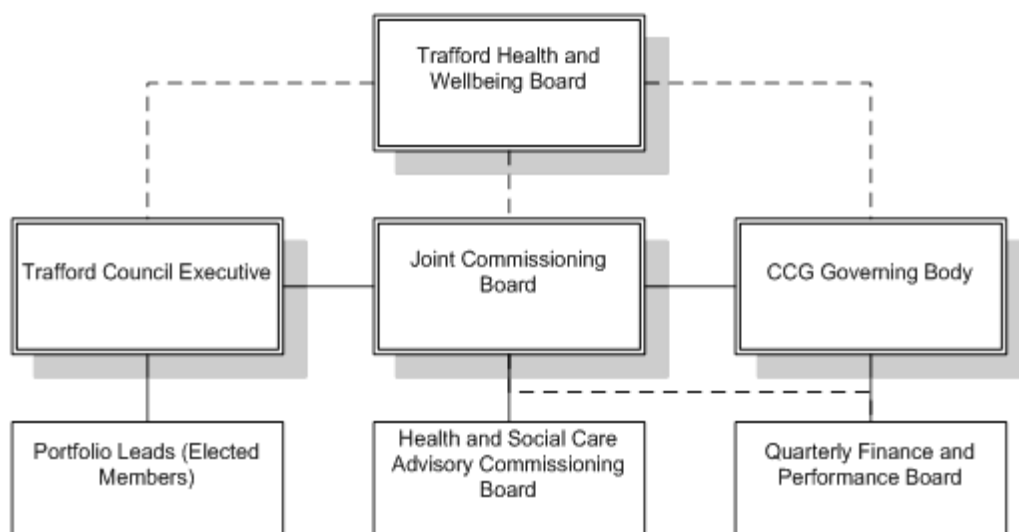 Trafford Health and
Wellbeing Board
Trafford Council Executive
Joint Commissioning
Board
CCG Governing Body
Portfolio Leads (Elected
Members)
Health and Social Care
Advisory Commissioning
Board
Quarterly Finance and
Performance Board